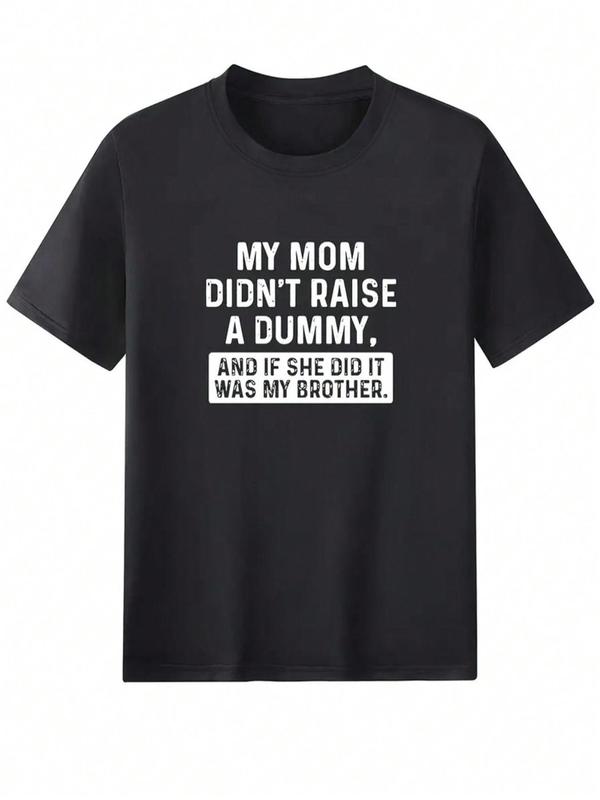 MY MOM
DIDN'T RAISE
A DUMMY,
AND IF SHE DID IT
WAS MY BROTHER.